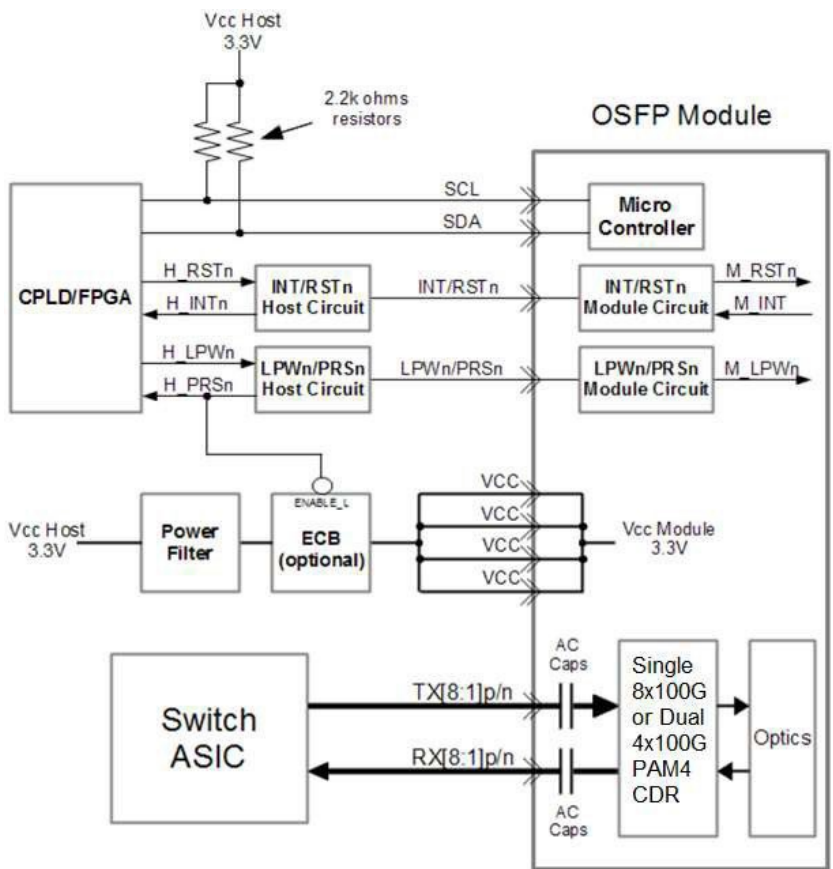 Vcc Host
3.3V
2.2k ohms
resistors
OSFP Module
SCL
SDA
Micro
Controller
CPLD/FPGA
H_RSTn
H_INTn
INT/RSTn
Host Circuit
INT/RSTn
INT/RSTn
Module Circuit
M_RSTn
M_INT
H_LPWn
H_PRSn
LPWn/PRSn
Host Circuit
LPWn/PRSn
LPWn/PRSn
Module Circuit
M_LPWn
Vcc Host
3.3V
Power
Filter
ENABLE_L
ECB
(optional)
VCC
VCC
VCC
VCC
Vcc Module
3.3V
Switch
ASIC
TX[8:1]p/n
RX[8:1]p/n
AC
Caps
AC
Caps
Single
8x100G
or Dual
4x100G
PAM4
CDR
Optics